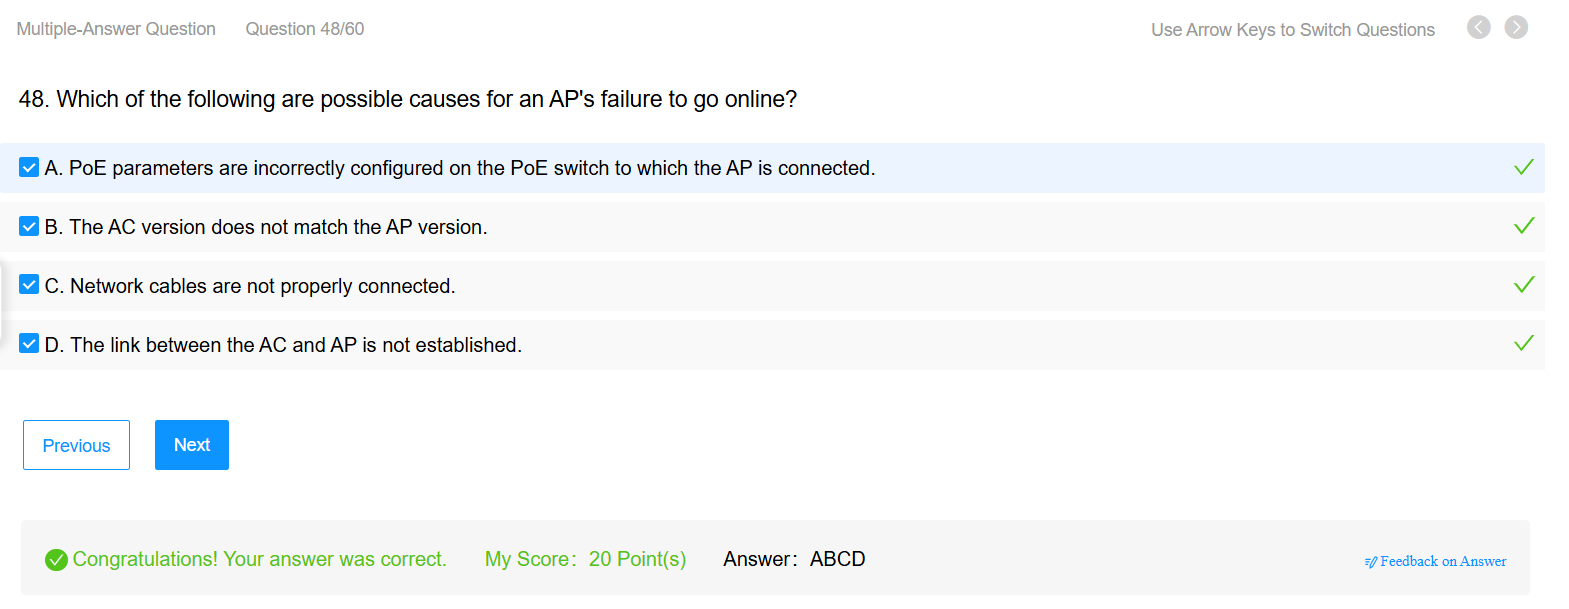 Multiple-Answer Question Question 48/60 Use Arrow Keys to Switch Questions
48. Which of the following are possible causes for an AP's failure to go online?
A. PoE parameters are incorrectly configured on the PoE switch to which the AP is connected.
B. The AC version does not match the AP version.
C. Network cables are not properly connected.
D. The link between the AC and AP is not established.
Previous Next
Congratulations! Your answer was correct. My Score: 20 Point(s) Answer: ABCD Feedback on Answer